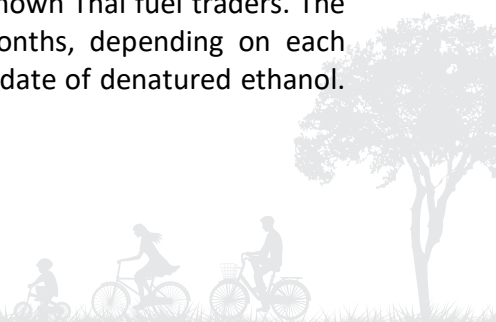 nown Thai fuel traders. The
onths, depending on each
date of denatured ethanol.